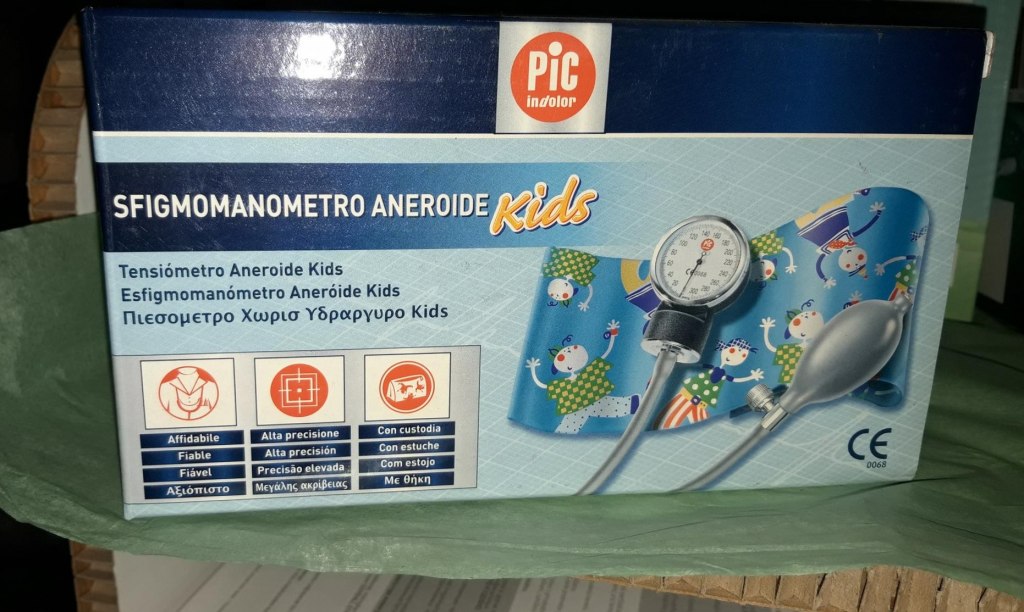 PiC
indolor
SFIGMOMANOMETRO ANEROIDE Kids
Tensiómetro Aneroide Kids
Esfigmomanómetro Aneróide Kids
Πιεσομετρο Χωρισ Υδραργυρο Kids
Affidabile
Fiable
Fiável
Αξιόπιστο
Alta precisione
Alta precisión
Precisão elevada
Μεγάλης ακρίβειας
Con custodia
Con estuche
Com estojo
Με θήκη
CE
0068